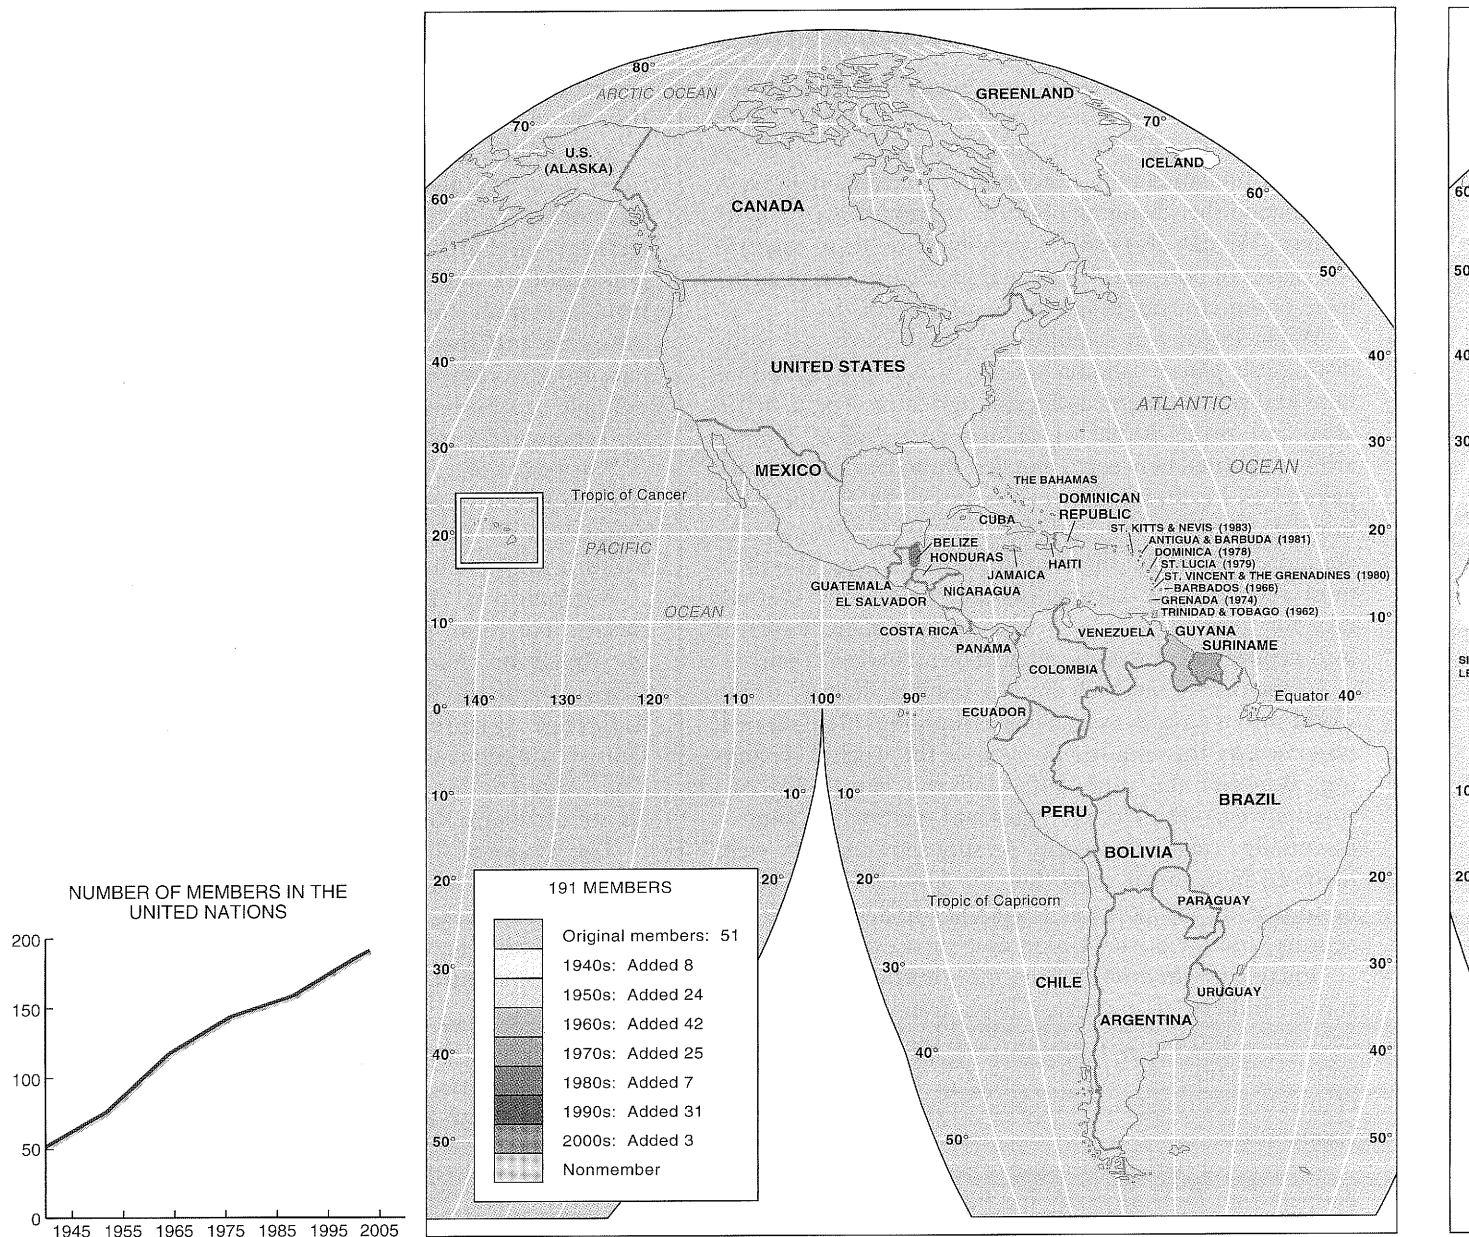 80°
ARCTIC OCEAN
GREENLAND
70°
70°
U.S.
(ALASKA)
ICELAND
60°
60°
60
CANADA
50°
50°
50
40°
UNITED STATES
40°
40
ATLANTIC
30°
MEXICO
30°
30
OCEAN
THE BAHAMAS
Tropic of Cancer
DOMINICAN
REPUBLIC
CUBA
ST. KITTS & NEVIS (1983)
20°
20°
ANTIGUA & BARBUDA (1981)
PACIFIC
BELIZE
DOMINICA (1978)
HONDURAS
HAITI
ST. LUCIA (1979)
JAMAICA
ST. VINCENT & THE GRENADINES (1980)
GUATEMALA
NICARAGUA
BARBADOS (1966)
EL SALVADOR
GRENADA (1974)
OCEAN
TRINIDAD & TOBAGO (1962)
10°
10°
COSTA RICA
VENEZUELA
GUYANA
PANAMA
SURINAME
COLOMBIA
SI
LE
140°
130°
120°
110°
100°
90°
Equator 40°
0°
ECUADOR
10°
10°
10°
PERU
BRAZIL
10
BOLIVIA
20°
20°
20°
20°
20
Tropic of Capricorn
PARAGUAY
30°
30°
30°
CHILE
URUGUAY
ARGENTINA
40°
40°
40°
50°
50°
50°
191 MEMBERS
Original members: 51
1940s: Added 8
1950s: Added 24
1960s: Added 42
1970s: Added 25
1980s: Added 7
1990s: Added 31
2000s: Added 3
Nonmember
NUMBER OF MEMBERS IN THE
UNITED NATIONS
200
150
100
50
0
1945 1955 1965 1975 1985 1995 2005